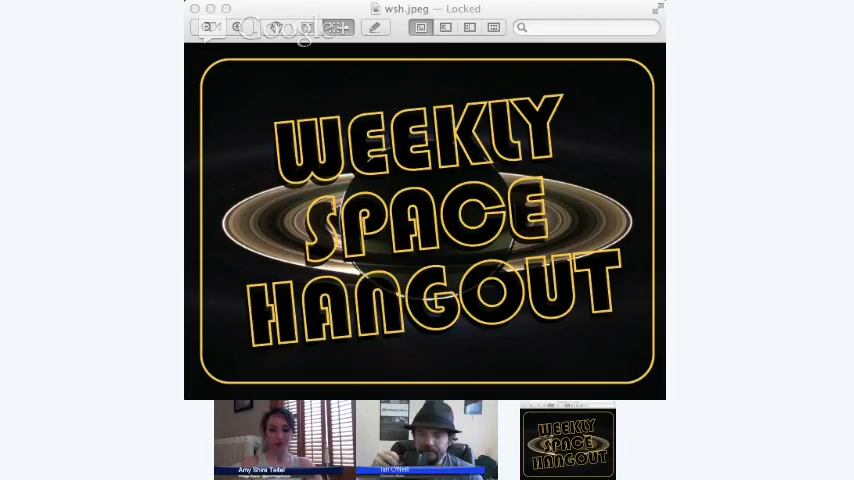 wsh.jpeg — Locked
Google+
WEEKLY
SPACE
HANGOUT
Amy Shira Teitel
Ian O'Neill
WEEKLY
SPACE
HANGOUT